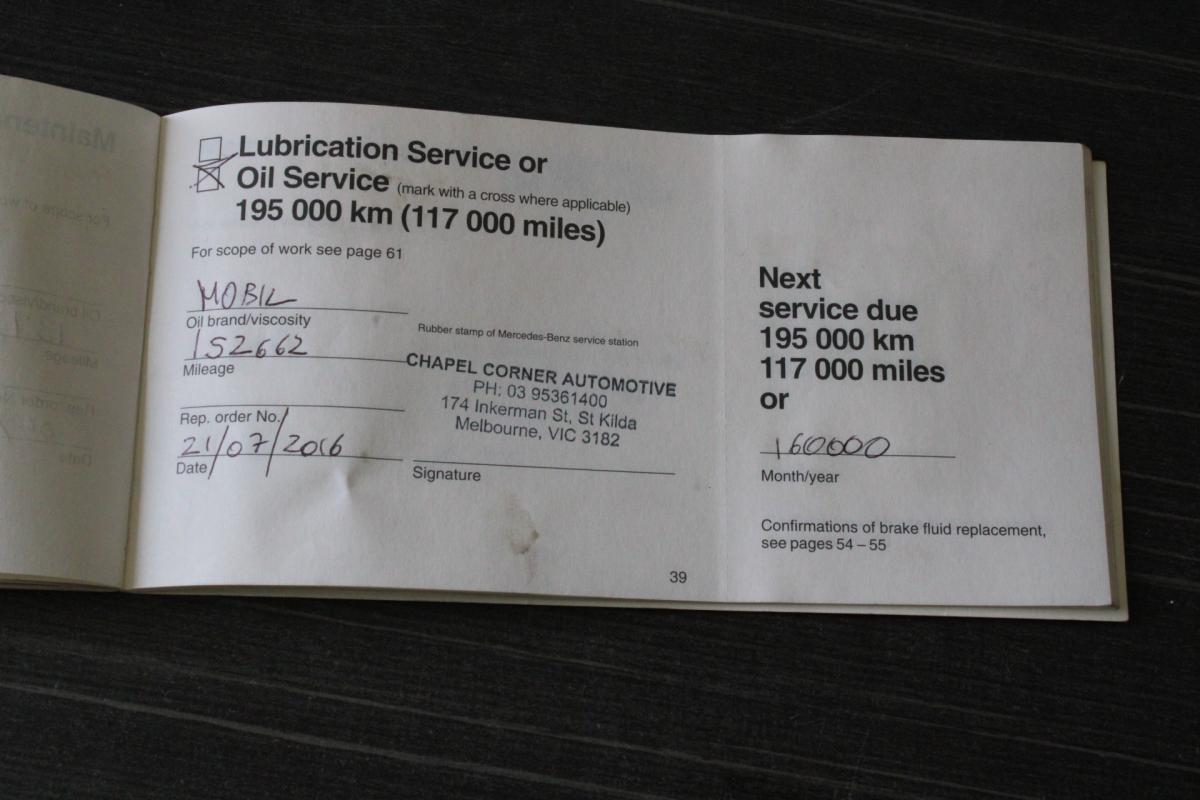 Lubrication Service or
Oil Service (mark with a cross where applicable)
195 000 km (117 000 miles)
For scope of work see page 61
MOBIL
Oil brand/viscosity
152662
Mileage
Rep. order No.
21/07/2016
Date
Rubber stamp of Mercedes-Benz service station
CHAPEL CORNER AUTOMOTIVE
PH: 03 95361400
174 Inkerman St, St Kilda
Melbourne, VIC 3182
Signature
39
Next
service due
195 000 km
117 000 miles
or
160000
Month/year
Confirmations of brake fluid replacement,
see pages 54 – 55